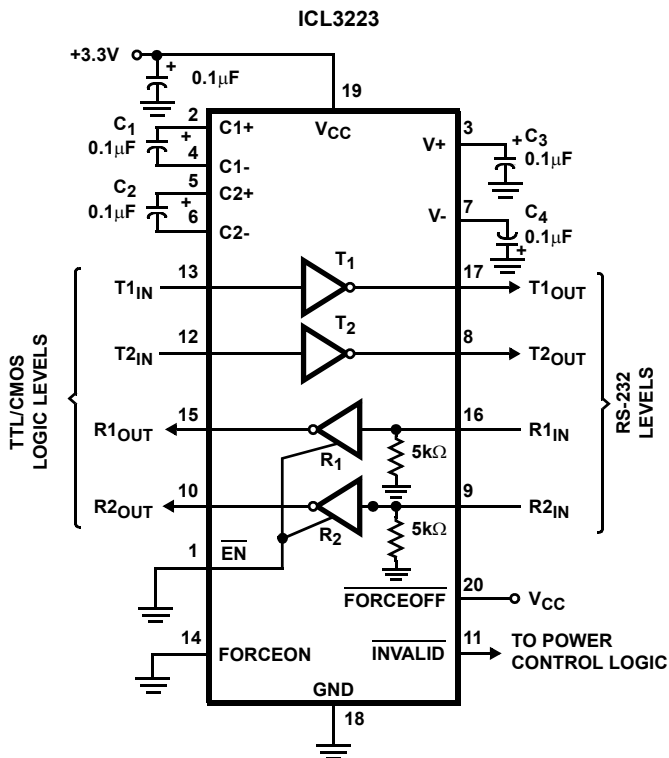 ICL3223
+3.3V
+
0.1μF
19
2
C1+
VCC
3
C1
0.1μF
+
4
C1-
V+
+
C3
0.1μF
5
C2+
C2
0.1μF
+
6
C2-
7
V-
C4
0.1μF
+
T1IN
13
T1
17
T1OUT
T2IN
12
T2
8
T2OUT
TTL/CMOS
LOGIC LEVELS
RS-232
LEVELS
R1OUT
15
R1
16
R1IN
5kΩ
R2OUT
10
R2
9
R2IN
5kΩ
1
EN
FORCEOFF
20
VCC
14
FORCEON
INVALID
11
TO POWER
CONTROL LOGIC
GND
18